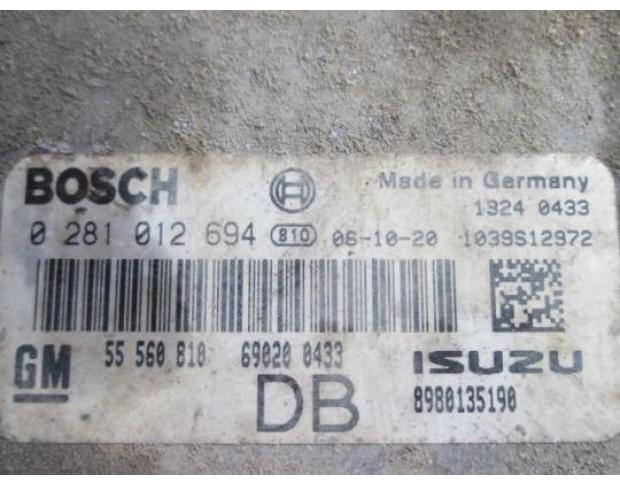 BOSCH
Made in Germany
1324 0433
0 281 012 694 810 06-10-20 1039S12972
GM
55 560 810 69020 0433
ISUZU
DB
8980135190